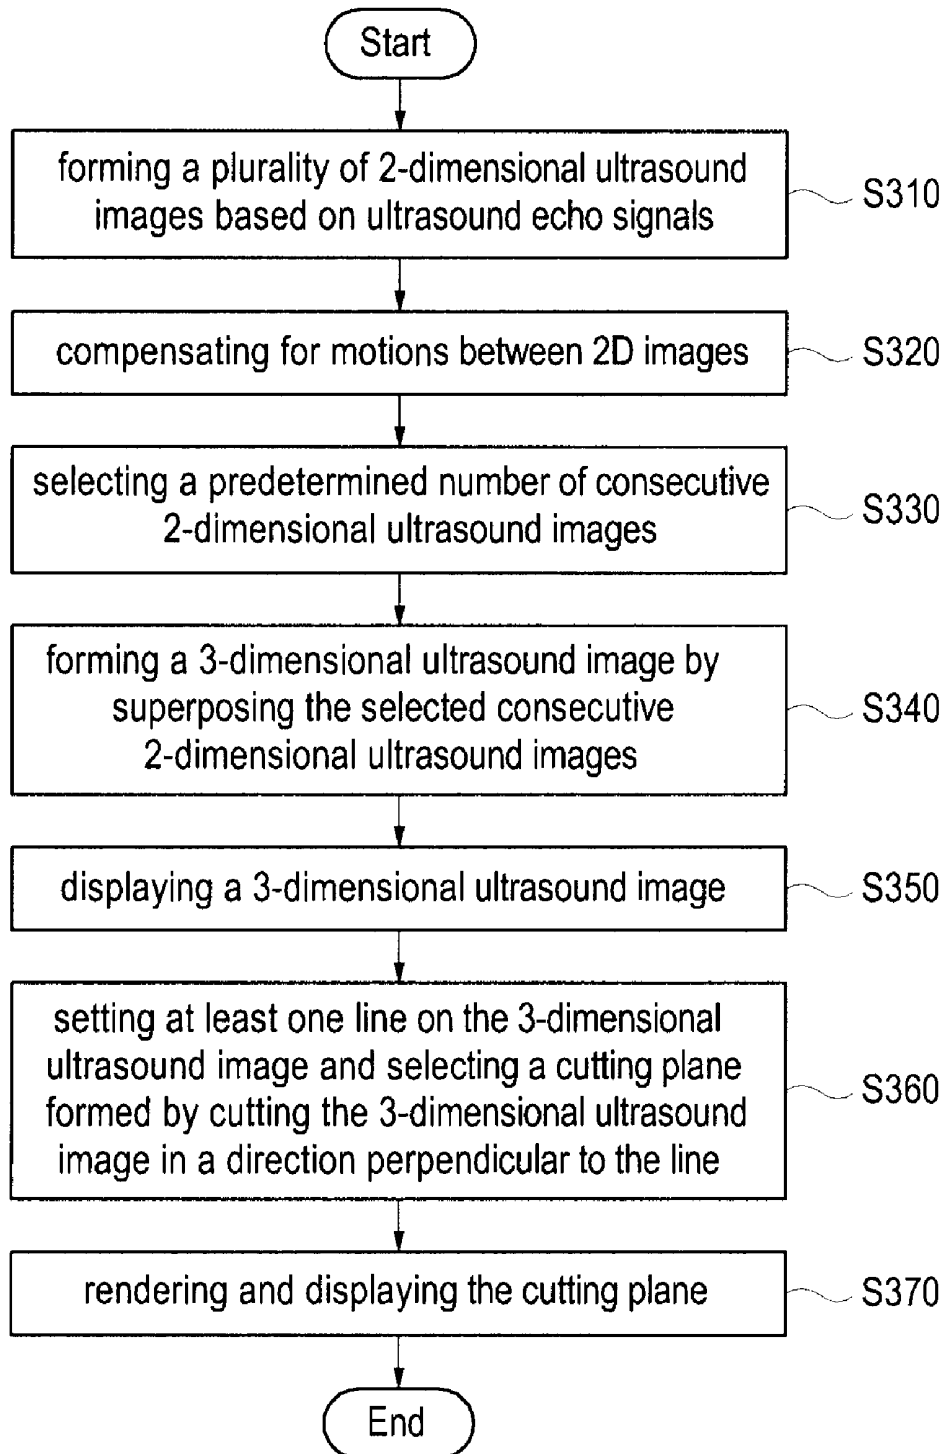 Start
forming a plurality of 2-dimensional ultrasound
images based on ultrasound echo signals
S310
compensating for motions between 2D images
S320
selecting a predetermined number of consecutive
2-dimensional ultrasound images
S330
forming a 3-dimensional ultrasound image by
superposing the selected consecutive
2-dimensional ultrasound images
S340
displaying a 3-dimensional ultrasound image
S350
setting at least one line on the 3-dimensional
ultrasound image and selecting a cutting plane
formed by cutting the 3-dimensional ultrasound
image in a direction perpendicular to the line
S360
rendering and displaying the cutting plane
S370
End